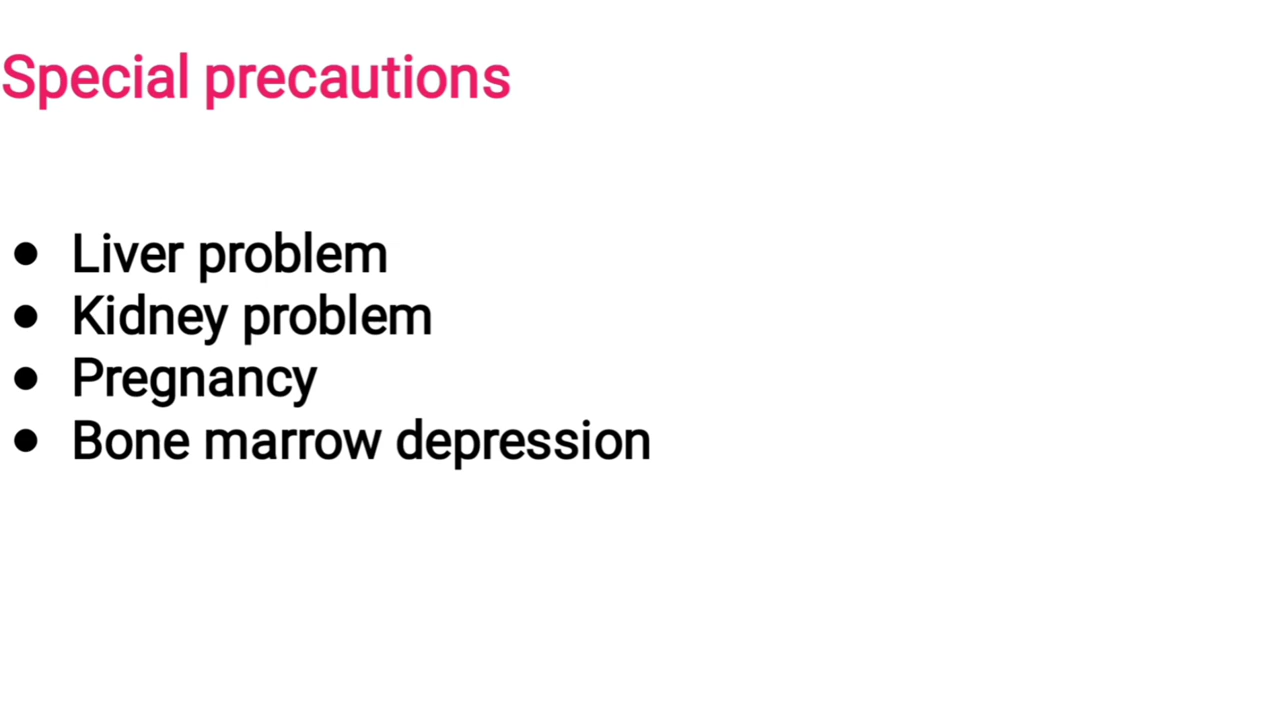 Special precautions
● Liver problem
● Kidney problem
● Pregnancy
● Bone marrow depression